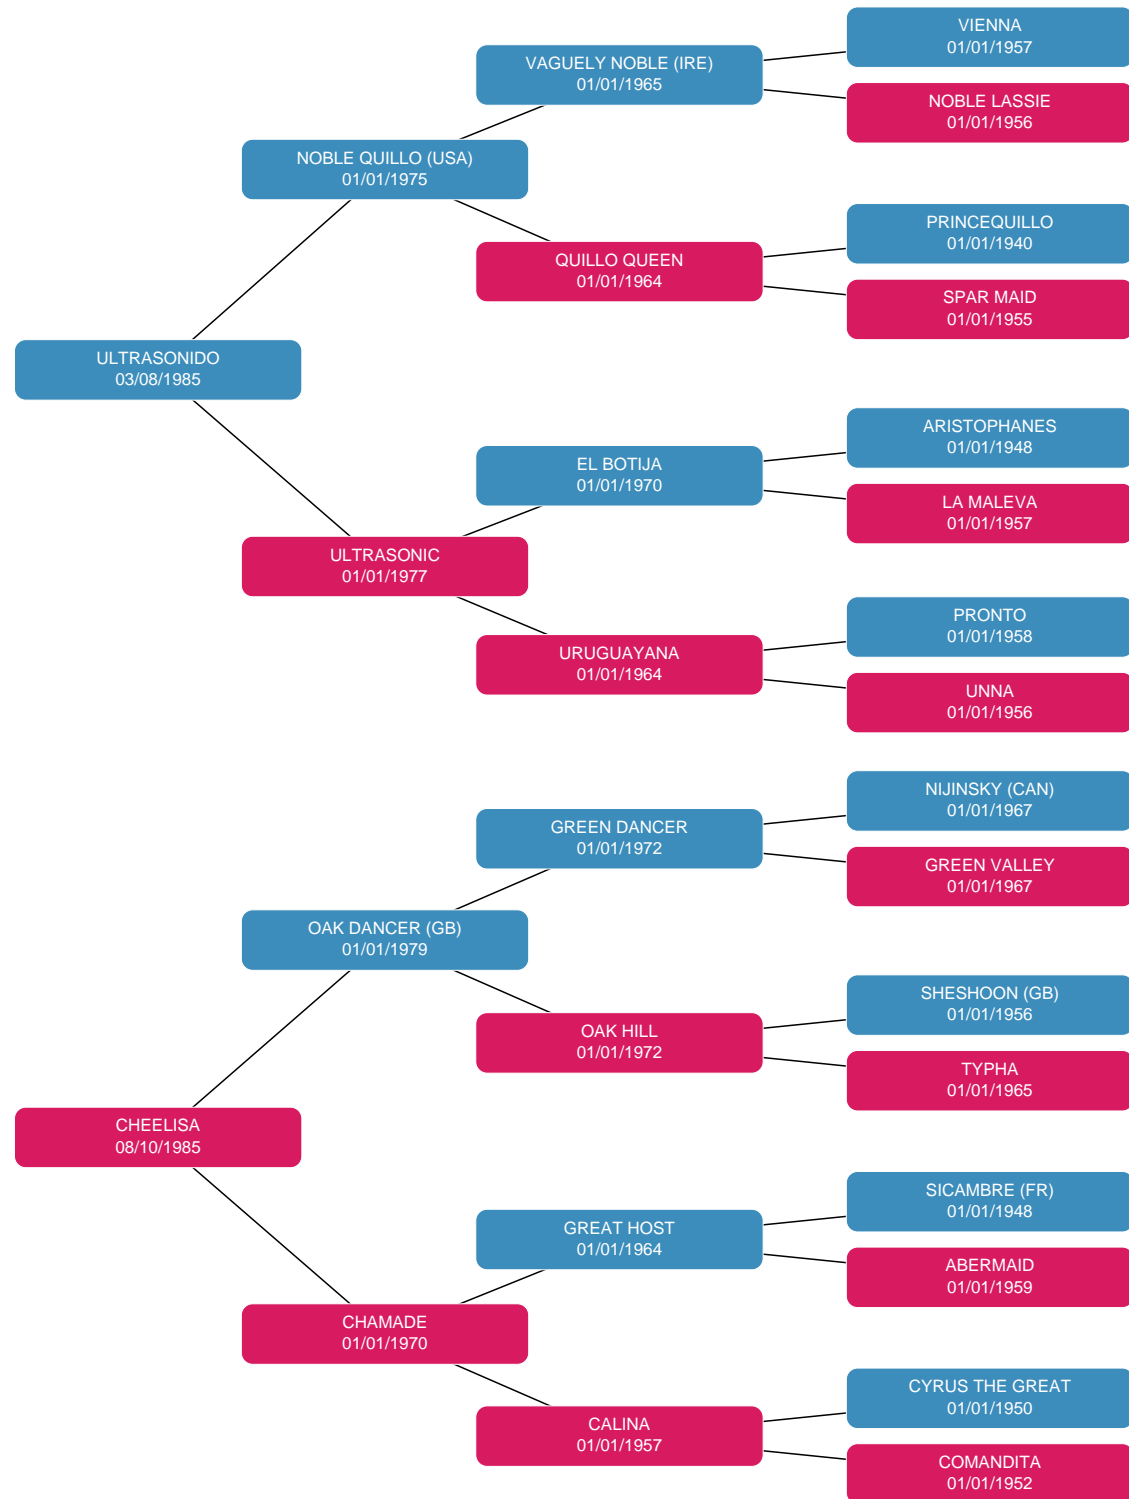 VIENNA
01/01/1957
VAGUELY NOBLE (IRE)
01/01/1965
NOBLE LASSIE
01/01/1956
NOBLE QUILLO (USA)
01/01/1975
PRINCEQUILLO
01/01/1940
QUILLO QUEEN
01/01/1964
SPAR MAID
01/01/1955
ULTRASONIDO
03/08/1985
ARISTOPHANES
01/01/1948
EL BOTIJA
01/01/1970
LA MALEVA
01/01/1957
ULTRASONIC
01/01/1977
PRONTO
01/01/1958
URUGUAYANA
01/01/1964
UNNA
01/01/1956
NIJINSKY (CAN)
01/01/1967
GREEN DANCER
01/01/1972
GREEN VALLEY
01/01/1967
OAK DANCER (GB)
01/01/1979
SHESHOON (GB)
01/01/1956
OAK HILL
01/01/1972
TYPHA
01/01/1965
CHEELISA
08/10/1985
SICAMBRE (FR)
01/01/1948
GREAT HOST
01/01/1964
ABERMAID
01/01/1959
CHAMADE
01/01/1970
CYRUS THE GREAT
01/01/1950
CALINA
01/01/1957
COMANDITA
01/01/1952